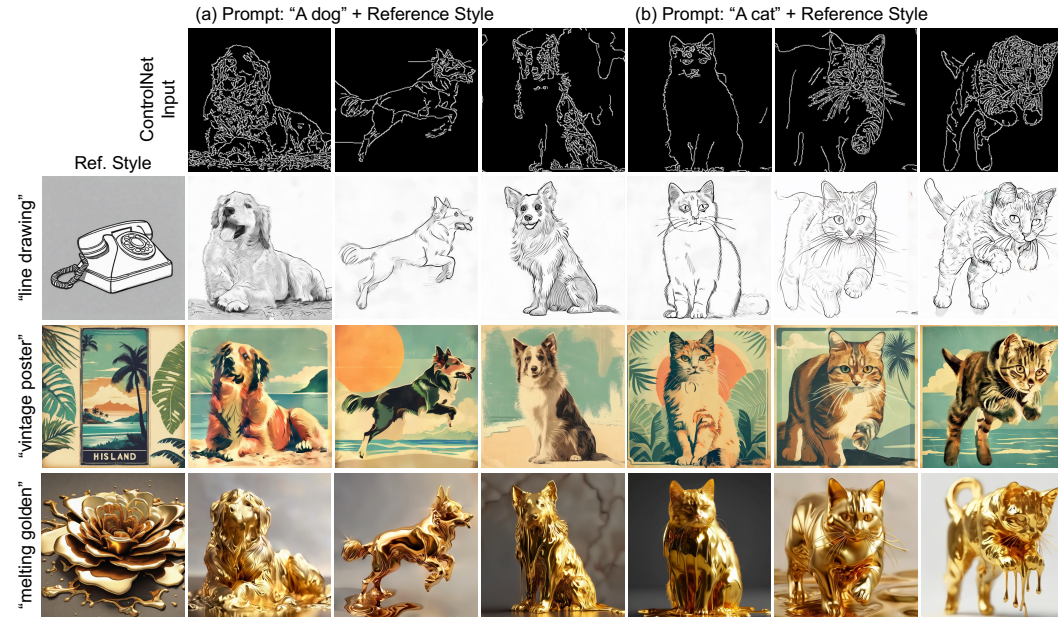 (a) Prompt: “A dog” + Reference Style
(b) Prompt: “A cat” + Reference Style
ControlNet
Input
Ref. Style
“line drawing”
“vintage poster”
HISLAND
“melting golden”